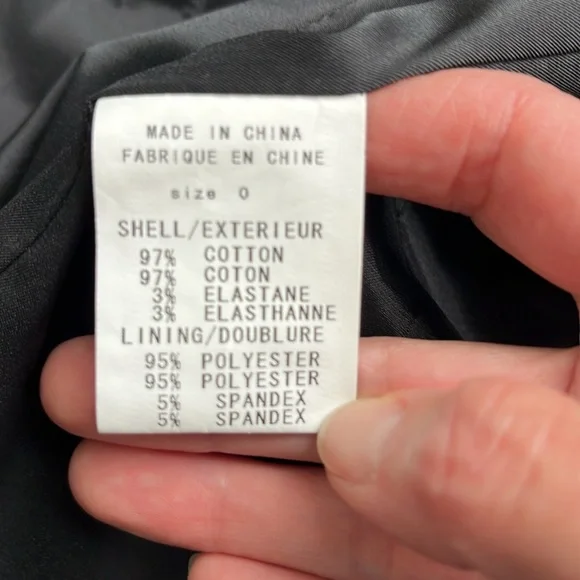 MADE IN CHINA
FABRIQUE EN CHINE
size 0
SHELL/EXTERIEUR
97% COTTON
97% COTON
3% ELASTANE
3% ELASTHANNE
LINING/DOUBLURE
95% POLYESTER
95% POLYESTER
5% SPANDEX
5% SPANDEX